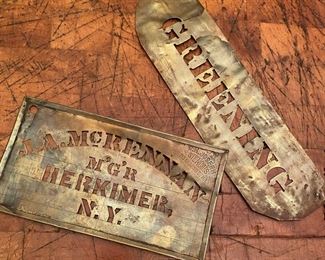 GREENING
J.A. McKENNAN
M'G'R
HERKIMER,
N.Y.